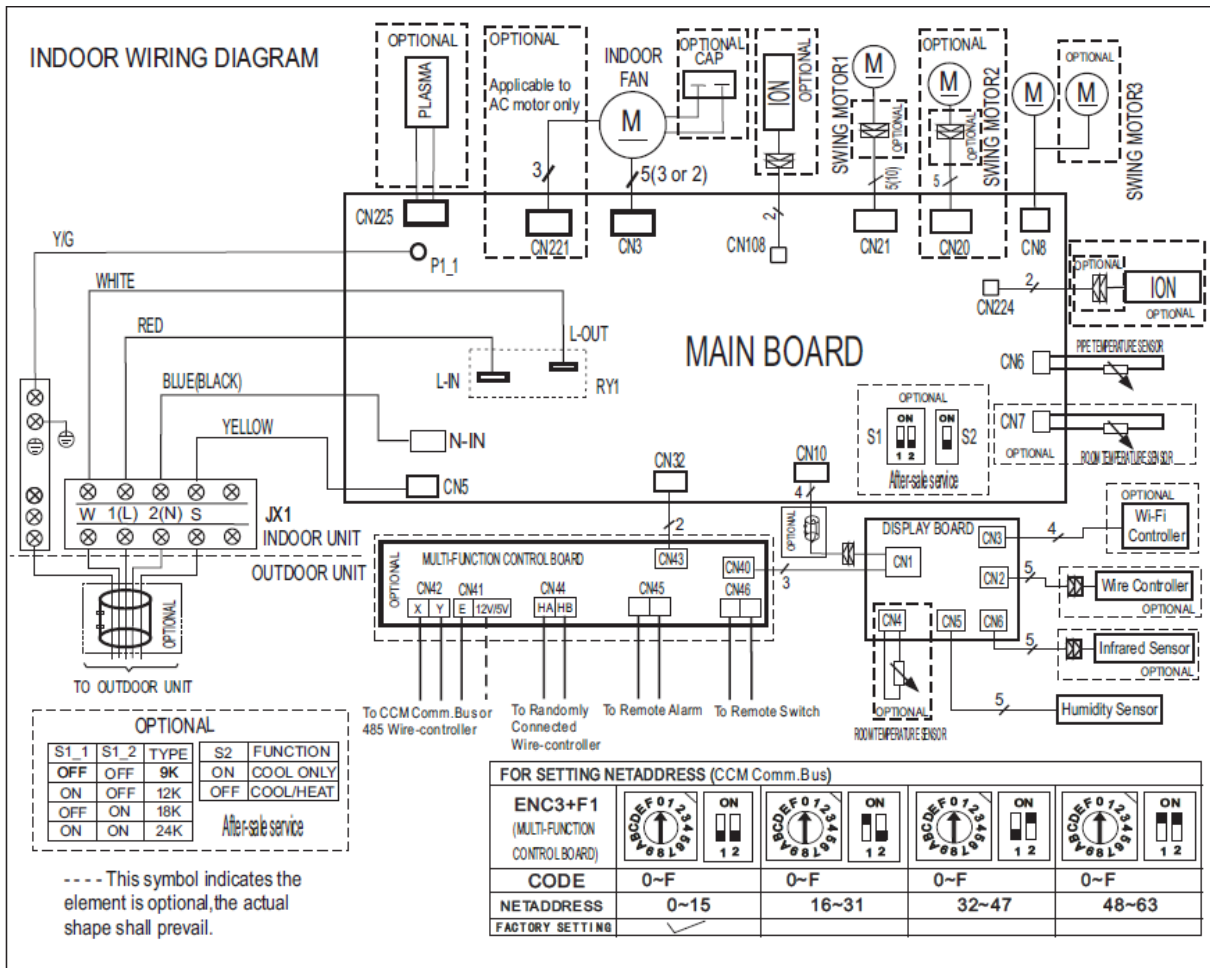 INDOOR WIRING DIAGRAM
OPTIONAL
PLASMA
OPTIONAL
Applicable to
AC motor only
INDOOR
FAN
M
OPTIONAL
CAP
ION
OPTIONAL
SWING MOTOR1
M
OPTIONAL
OPTIONAL
M
OPTIONAL
SWING MOTOR2
M
OPTIONAL
M
SWING MOTOR3
3
5(3 or 2)
2
5(10)
5
CN225
CN221
CN3
CN108
CN21
CN20
CN8
Y/G
P1_1
WHITE
RED
BLUE(BLACK)
YELLOW
L-OUT
L-IN
RY1
N-IN
CN5
MAIN BOARD
CN224
2
OPTIONAL
ION
OPTIONAL
CN6
PIPE TEMPERATURE SENSOR
CN7
OPTIONAL
ROOM TEMPERATURE SENSOR
OPTIONAL
S1
ON
1 2
ON
S2
After-sale service
CN32
CN10
2
4
OPTIONAL
W 1(L) 2(N) S
JX1
INDOOR UNIT
OUTDOOR UNIT
OPTIONAL
TO OUTDOOR UNIT
OPTIONAL
MULTI-FUNCTION CONTROL BOARD
CN43
CN40
3
CN42 CN41 CN44 CN45 CN46
X Y E 12V/5V HA HB
To CCM Comm.Bus or
485 Wire-controller
To Randomly
Connected
Wire-controller
To Remote Alarm
To Remote Switch
DISPLAY BOARD
CN1
CN3
CN2
CN4
CN5
CN6
OPTIONAL
ROOM TEMPERATURE SENSOR
4
OPTIONAL
Wi-Fi
Controller
5
Wire Controller
OPTIONAL
5
Infrared Sensor
OPTIONAL
5
Humidity Sensor
OPTIONAL
S1_1 S1_2 TYPE
OFF OFF 9K
ON OFF 12K
OFF ON 18K
ON ON 24K
S2 FUNCTION
ON COOL ONLY
OFF COOL/HEAT
After-sale service
- - - - This symbol indicates the
element is optional,the actual
shape shall prevail.
FOR SETTING NETADDRESS (CCM Comm.Bus)
ENC3+F1
(MULTI-FUNCTION
CONTROL BOARD)
0123456789ABCDEF
ON
1 2
0123456789ABCDEF
ON
1 2
0123456789ABCDEF
ON
1 2
0123456789ABCDEF
ON
1 2
CODE 0~F 0~F 0~F 0~F
NETADDRESS 0~15 16~31 32~47 48~63
FACTORY SETTING